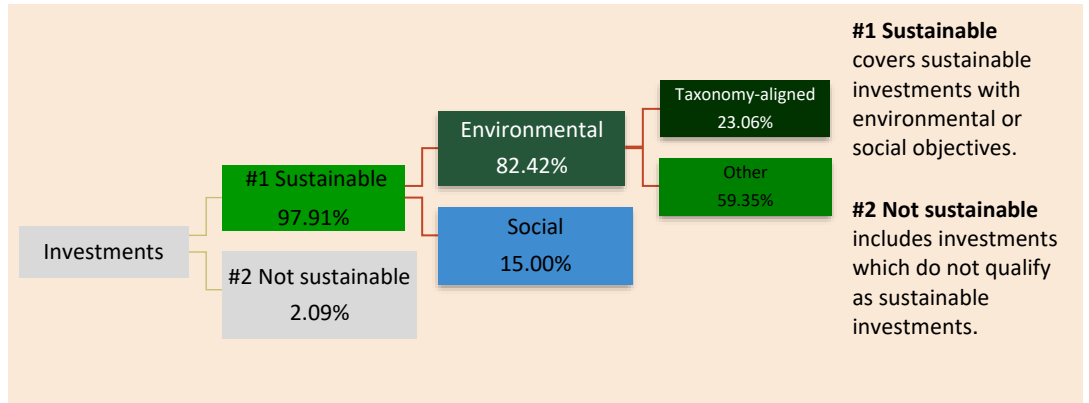 Investments
#1 Sustainable
97.91%
#2 Not sustainable
2.09%
Environmental
82.42%
Social
15.00%
Taxonomy-aligned
23.06%
Other
59.35%
#1 Sustainable
covers sustainable
investments with
environmental or
social objectives.
#2 Not sustainable
includes investments
which do not qualify
as sustainable
investments.